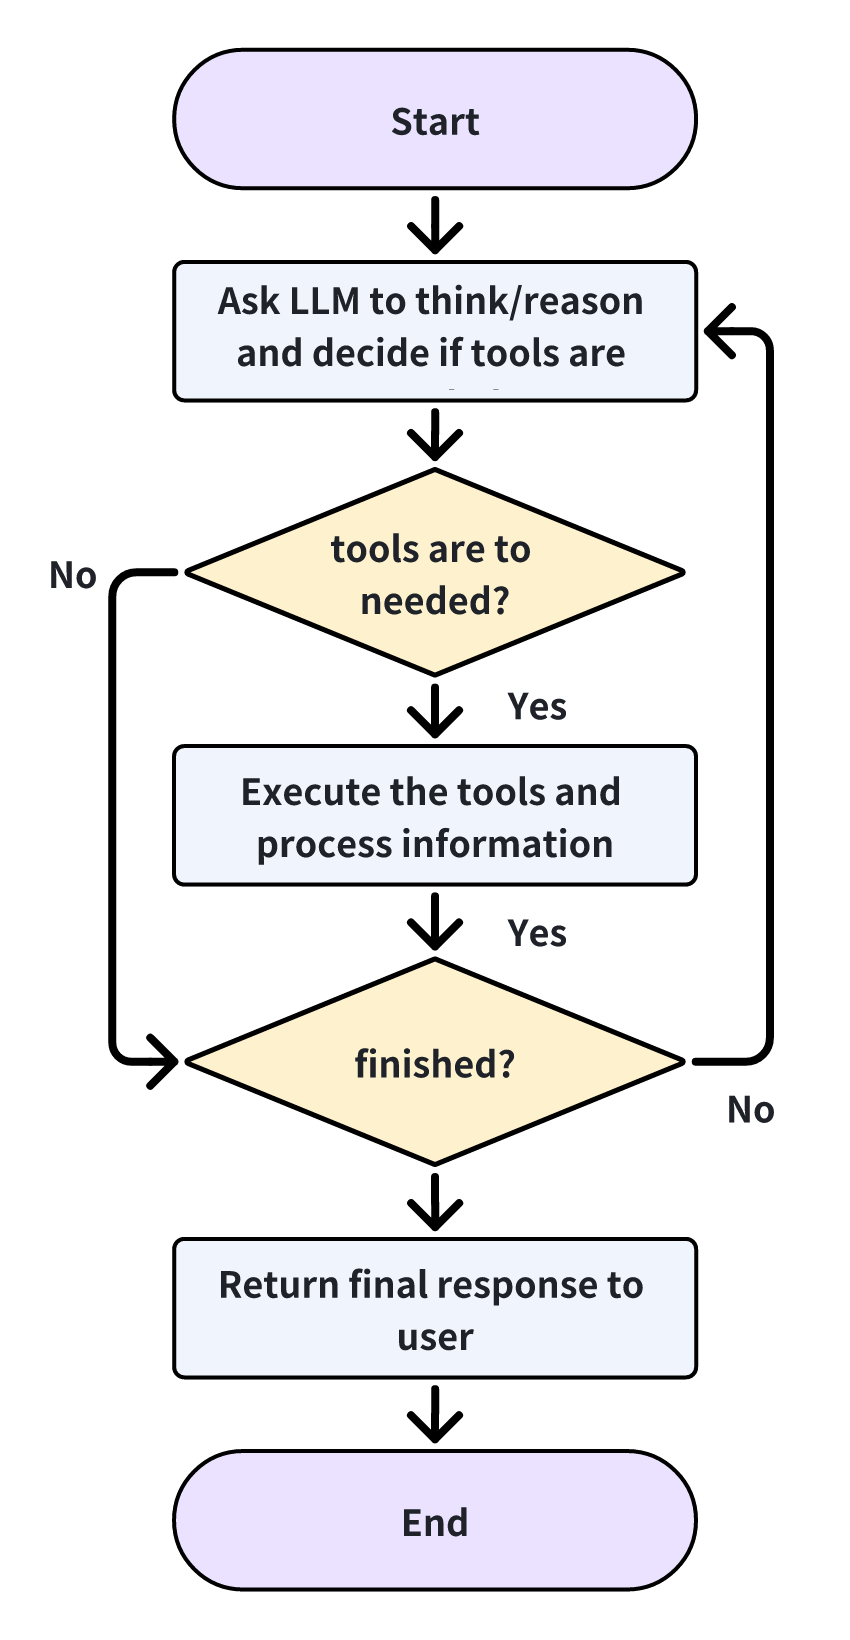 Start
Ask LLM to think/reason
and decide if tools are
tools are to
needed?
No
Yes
Execute the tools and
process information
Yes
finished?
No
Return final response to
user
End